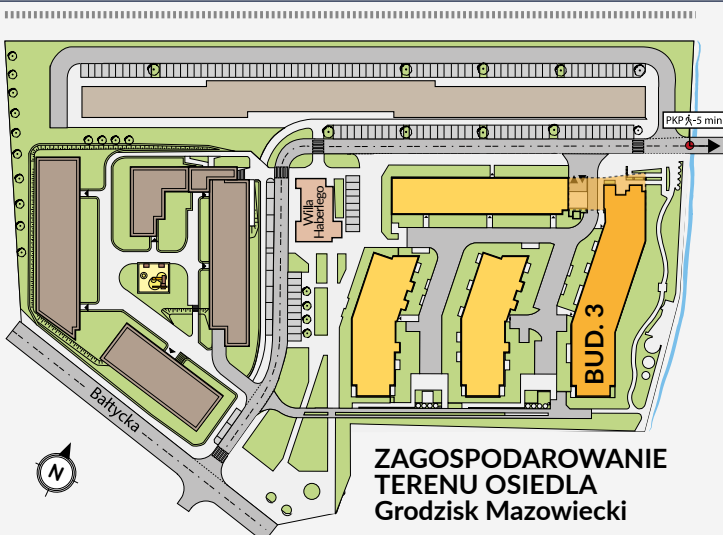 PKP -5 min
Willa
Haberlego
BUD. 3
Bałtycka
N
ZAGOSPODAROWANIE
TERENU OSIEDLA
Grodzisk Mazowiecki